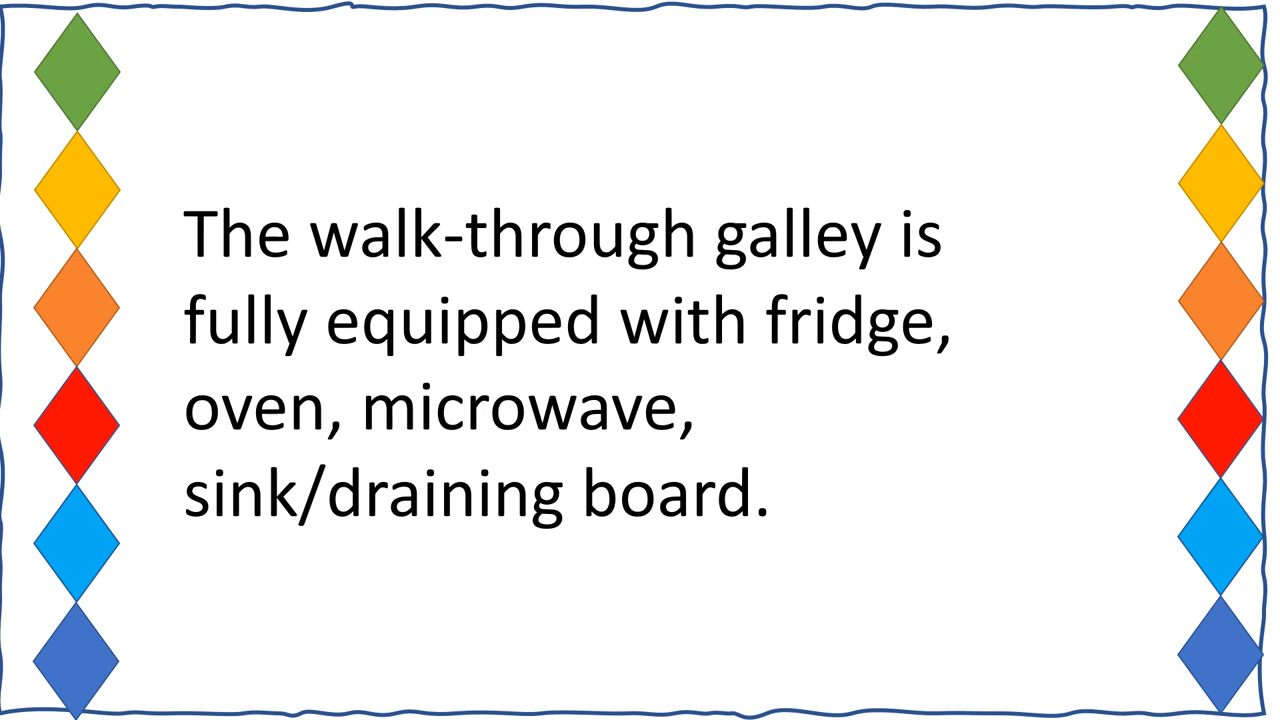 The walk-through galley is
fully equipped with fridge,
oven, microwave,
sink/draining board.